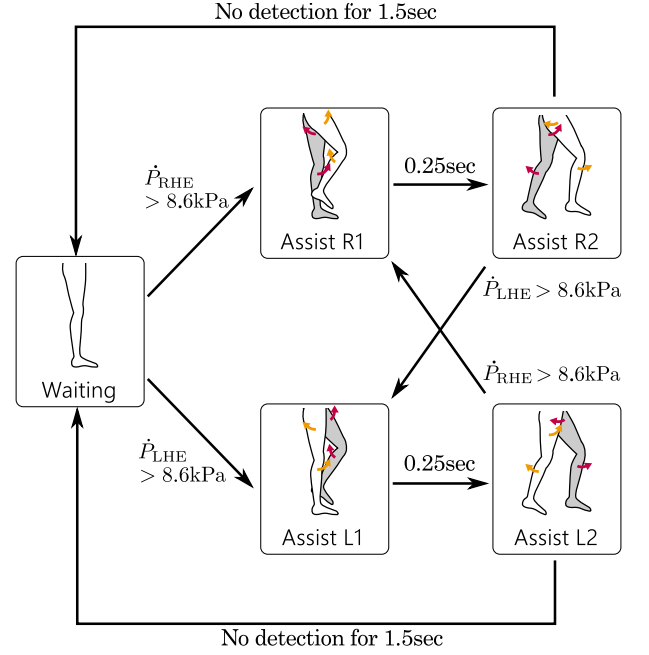 No detection for 1.5sec
Ṗ_RHE
> 8.6kPa
0.25sec
Assist R1
Assist R2
Ṗ_LHE > 8.6kPa
Waiting
Ṗ_RHE > 8.6kPa
Ṗ_LHE
> 8.6kPa
0.25sec
Assist L1
Assist L2
No detection for 1.5sec